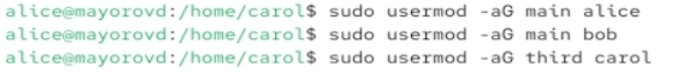 alice@mayorovd:/home/carol$ sudo usermod -aG main alice
alice@mayorovd:/home/carol$ sudo usermod -aG main bob
alice@mayorovd:/home/carol$ sudo usermod -aG third carol